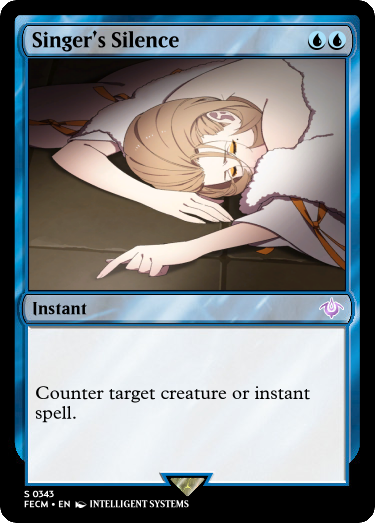 Singer's Silence
Instant
Counter target creature or instant
spell.
S 0343
FECM • EN INTELLIGENT SYSTEMS